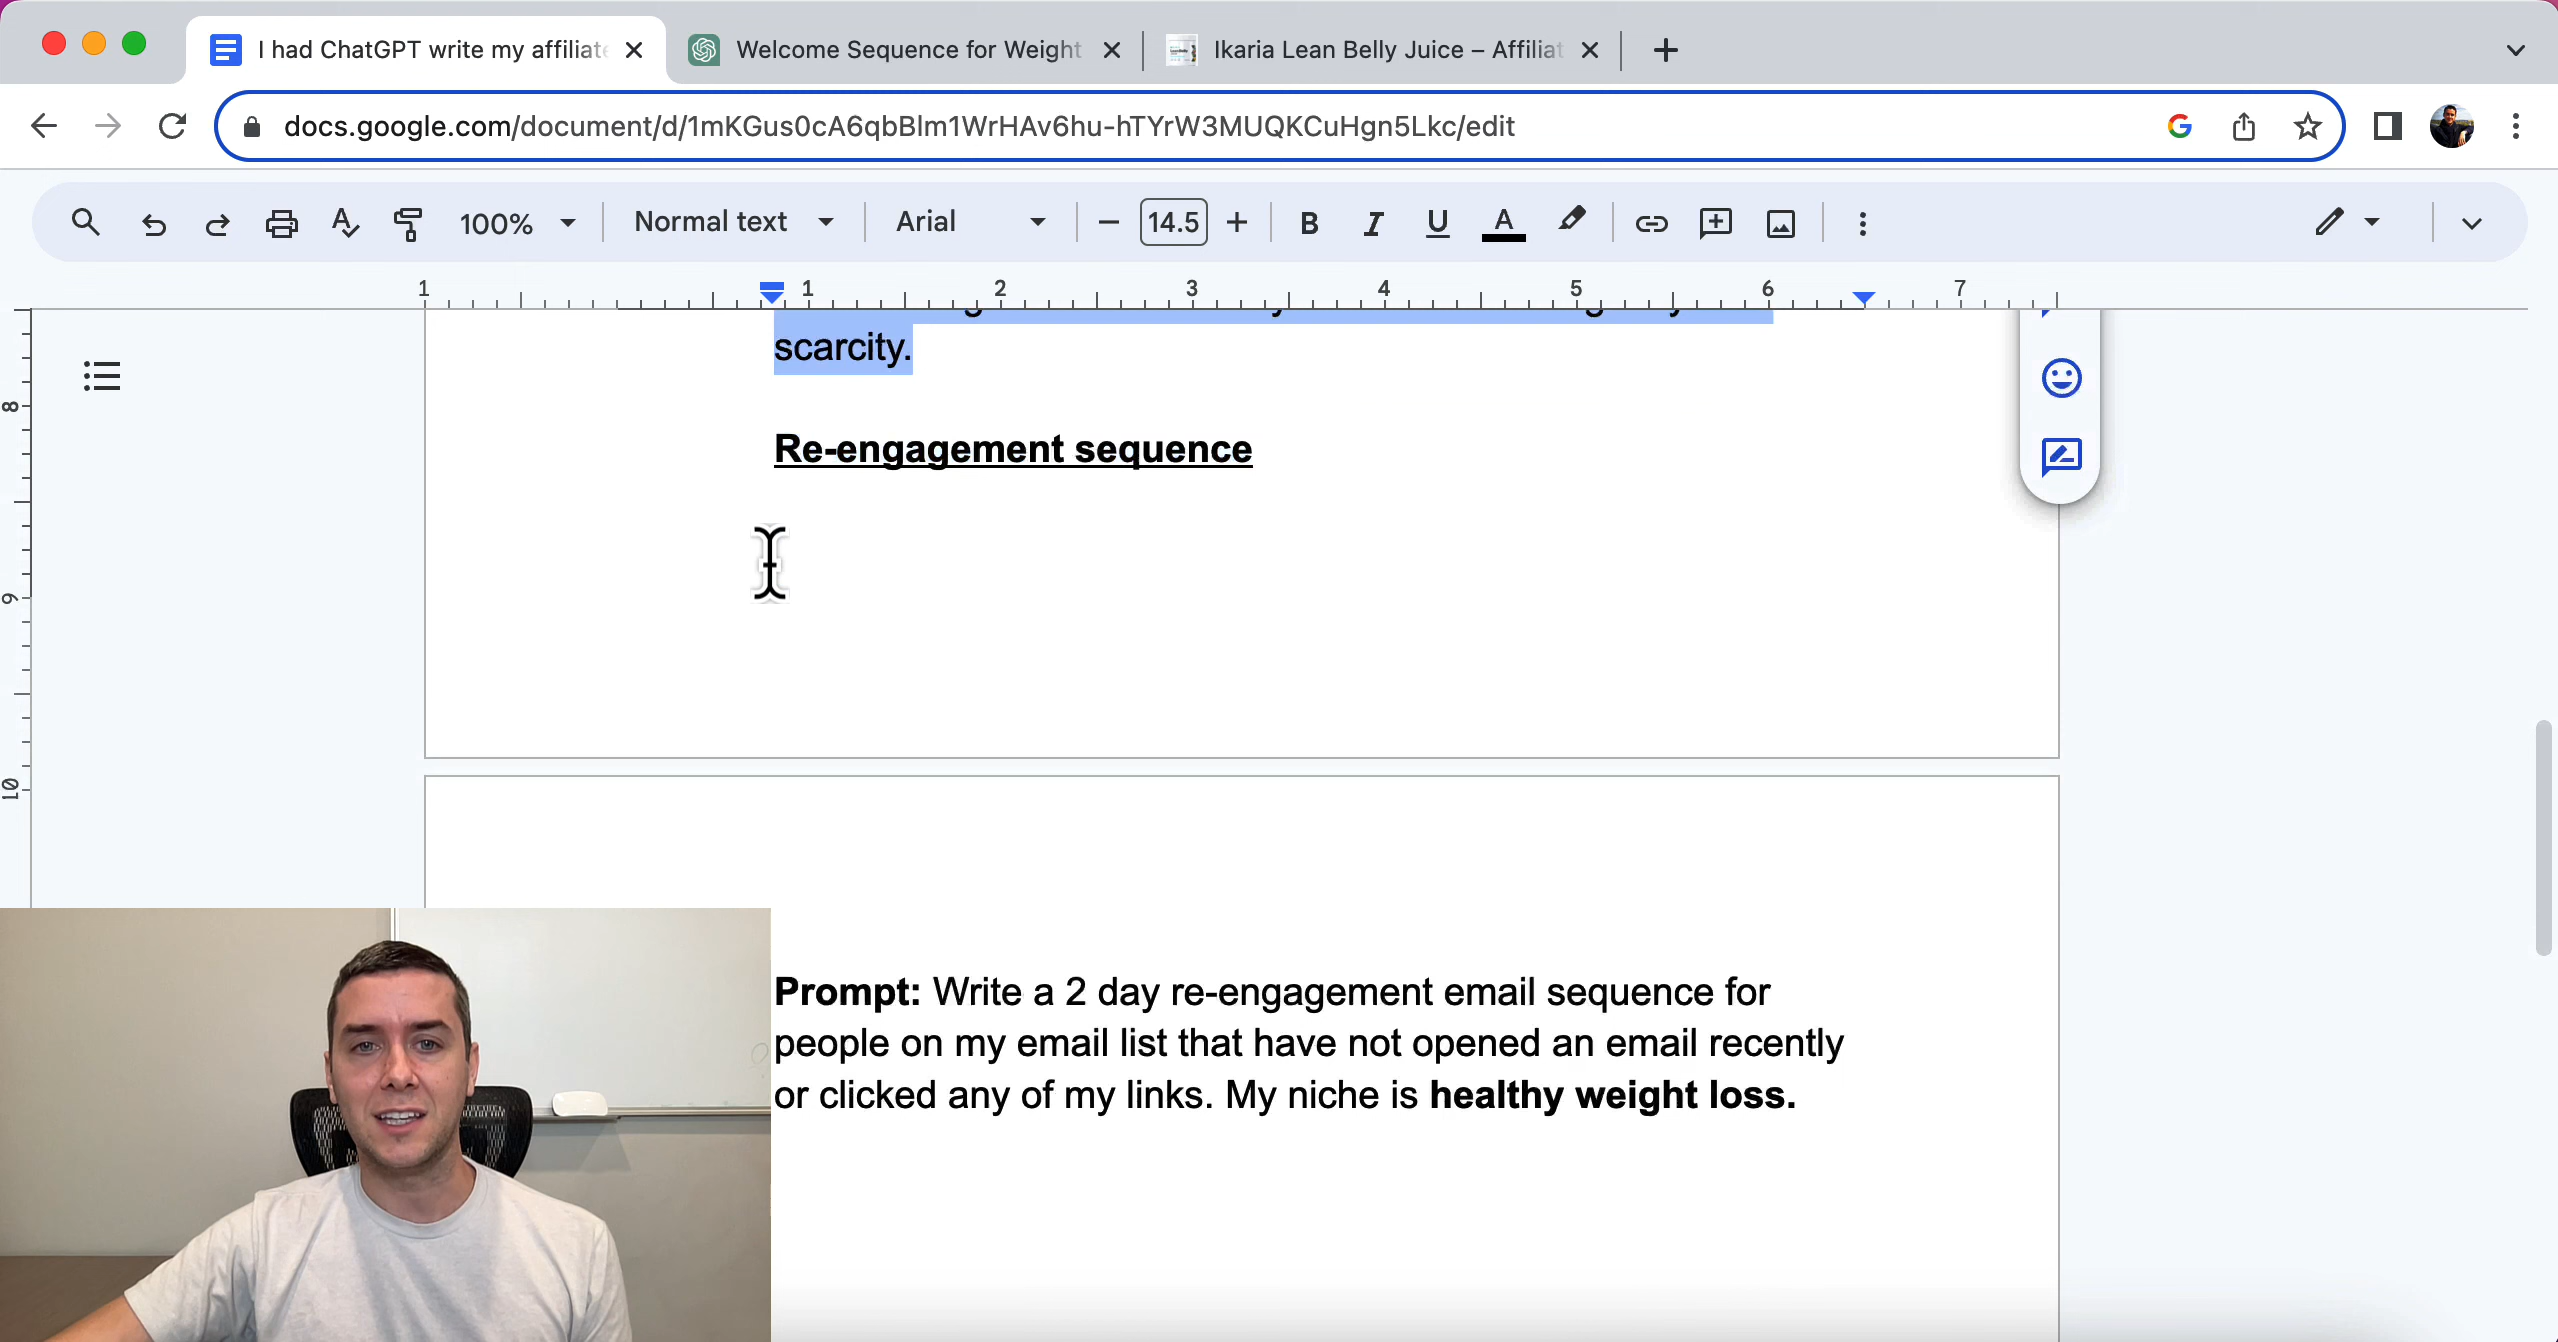 I had ChatGPT write my affiliate
Welcome Sequence for Weight
Ikaria Lean Belly Juice – Affiliat
docs.google.com/document/d/1mKGus0cA6qbBlm1WrHAv6hu-hTYrW3MUQKCuHgn5Lkc/edit
100% Normal text Arial 14.5 B I U A
1 1 2 3 4 5 6 7
scarcity.
8
Re-engagement sequence
9
10
Prompt: Write a 2 day re-engagement email sequence for
people on my email list that have not opened an email recently
or clicked any of my links. My niche is healthy weight loss.